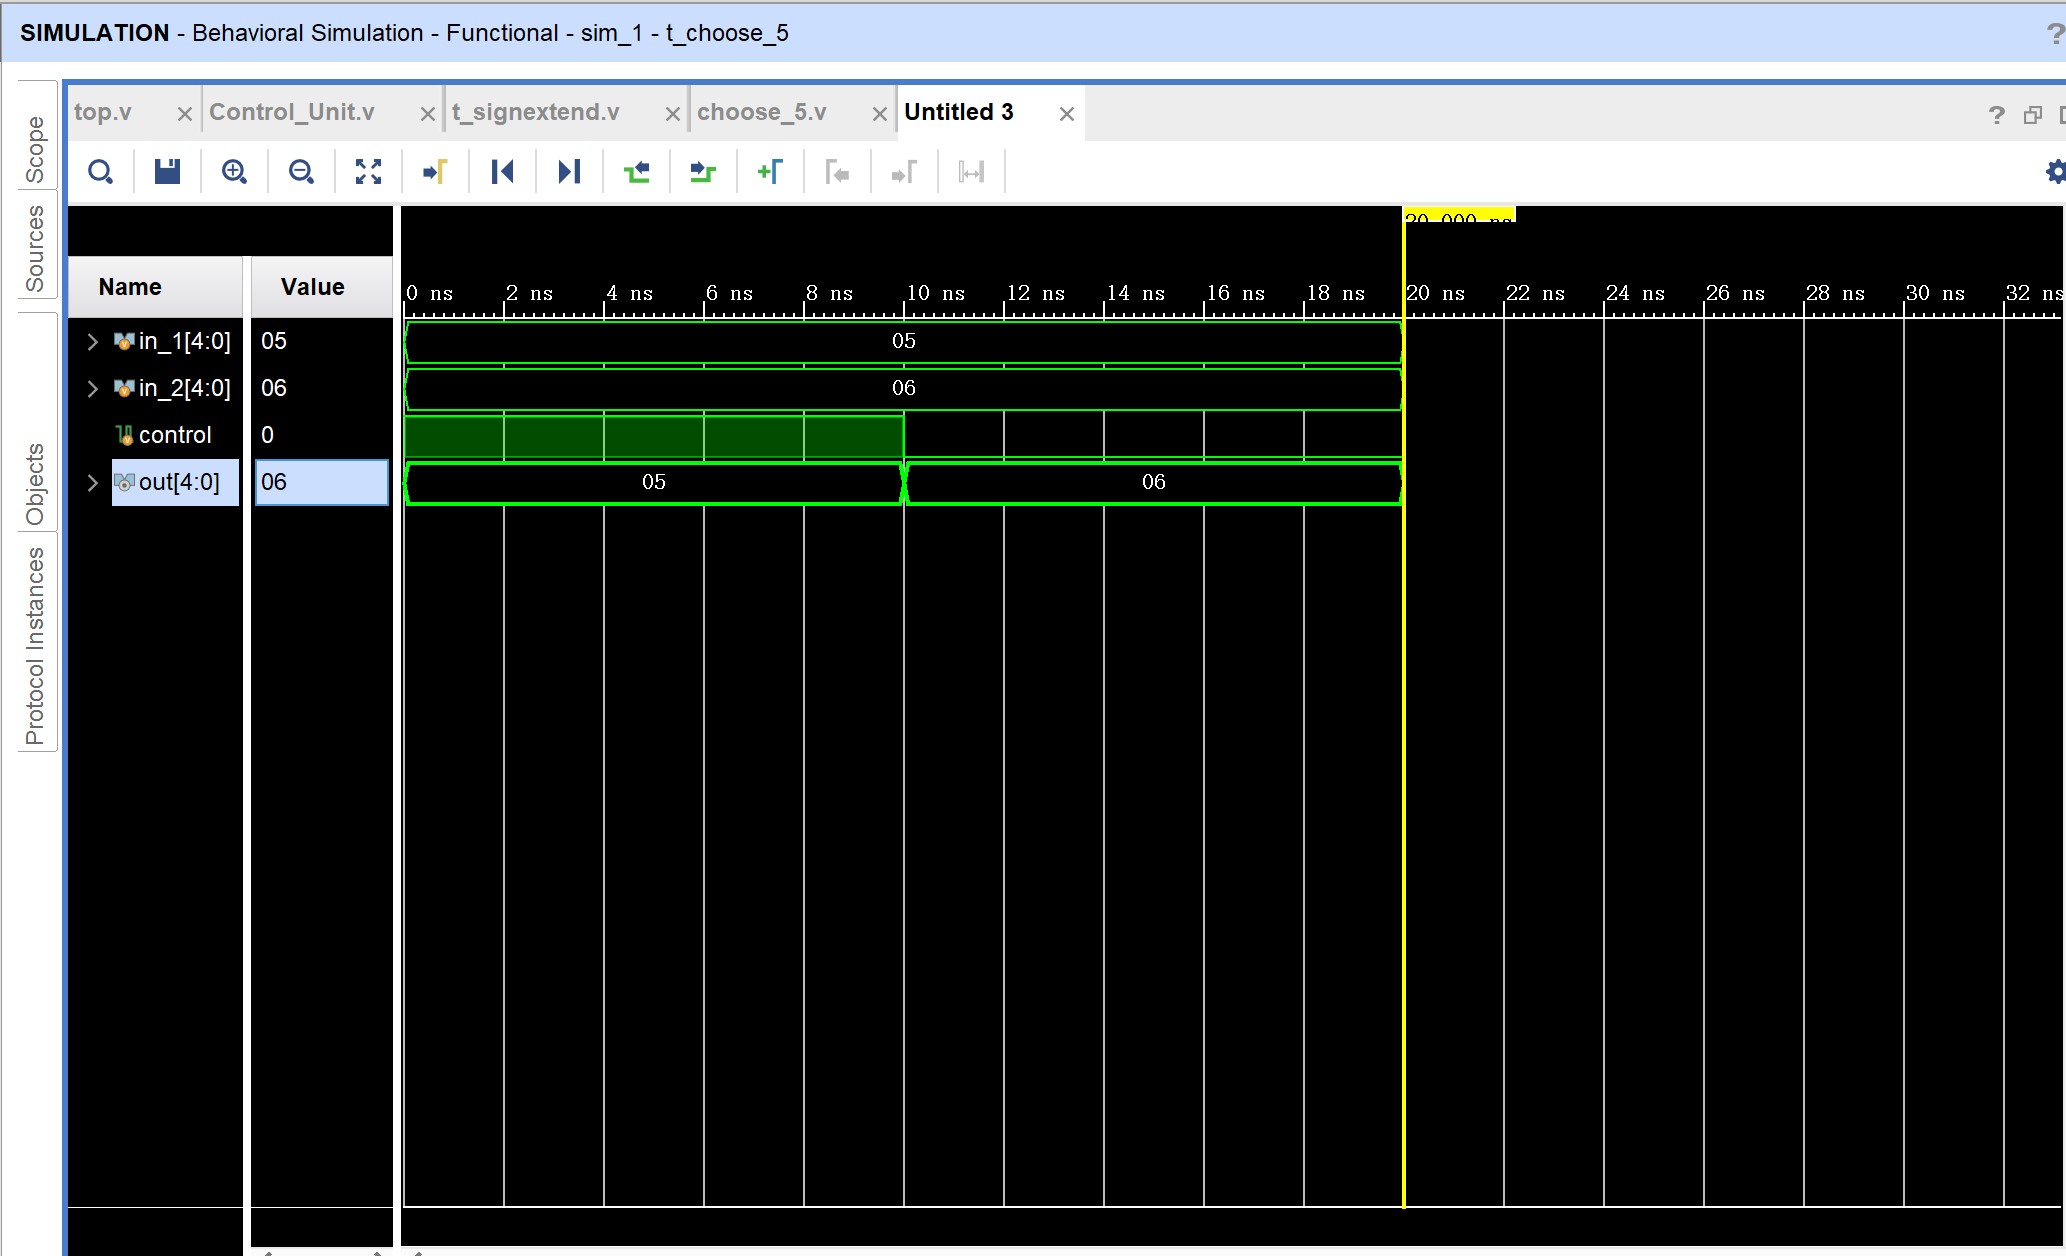 SIMULATION - Behavioral Simulation - Functional - sim_1 - t_choose_5 ?
Scope
Sources
Objects
Protocol Instances
top.v × Control_Unit.v × t_signextend.v × choose_5.v × Untitled 3 × ?
20.000 ns
Name Value
0 ns 2 ns 4 ns 6 ns 8 ns 10 ns 12 ns 14 ns 16 ns 18 ns 20 ns 22 ns 24 ns 26 ns 28 ns 30 ns 32 ns
in_1[4:0] 05 05
in_2[4:0] 06 06
control 0
out[4:0] 06 05 06